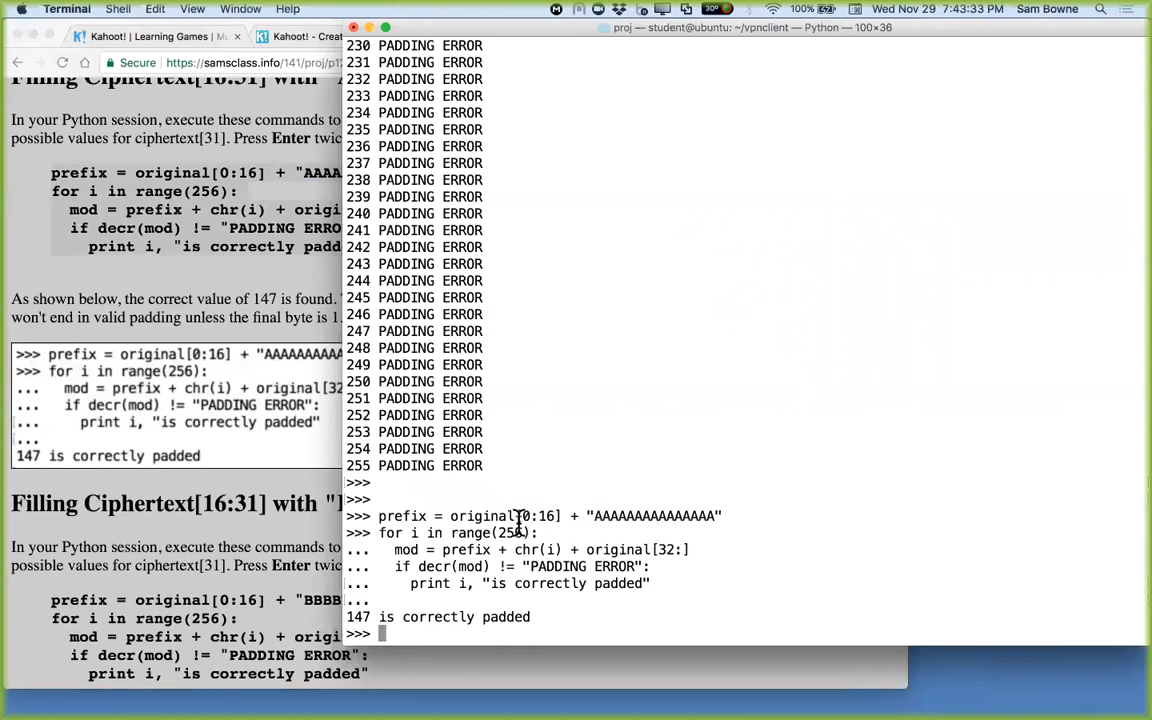 Terminal Shell Edit View Window Help
30° 100% Wed Nov 29 7:43:33 PM Sam Bowne
Kahoot! | Learning Games | M
Kahoot! - Creat
Secure https://samsclass.info/141/proj/p1
proj — student@ubuntu: ~/vpnclient — Python — 100×36
Filling Ciphertext[16:31] with "
In your Python session, execute these commands to
possible values for ciphertext[31]. Press Enter twic
prefix = original[0:16] + "AAAA
for i in range(256):
mod = prefix + chr(i) + origi
if decr(mod) != "PADDING ERRO
print i, "is correctly padd
As shown below, the correct value of 147 is found.
won't end in valid padding unless the final byte is 1.
>>> prefix = original[0:16] + "AAAAAAAAAA
>>> for i in range(256):
... mod = prefix + chr(i) + original[32
... if decr(mod) != "PADDING ERROR":
... print i, "is correctly padded"
...
147 is correctly padded
Filling Ciphertext[16:31] with "
In your Python session, execute these commands to
possible values for ciphertext[31]. Press Enter twic
prefix = original[0:16] + "BBBB
for i in range(256):
mod = prefix + chr(i) + origi
if decr(mod) != "PADDING ERROR":
print i, "is correctly padded"
230 PADDING ERROR
231 PADDING ERROR
232 PADDING ERROR
233 PADDING ERROR
234 PADDING ERROR
235 PADDING ERROR
236 PADDING ERROR
237 PADDING ERROR
238 PADDING ERROR
239 PADDING ERROR
240 PADDING ERROR
241 PADDING ERROR
242 PADDING ERROR
243 PADDING ERROR
244 PADDING ERROR
245 PADDING ERROR
246 PADDING ERROR
247 PADDING ERROR
248 PADDING ERROR
249 PADDING ERROR
250 PADDING ERROR
251 PADDING ERROR
252 PADDING ERROR
253 PADDING ERROR
254 PADDING ERROR
255 PADDING ERROR
>>>
>>>
>>> prefix = original[0:16] + "AAAAAAAAAAAAAAA"
>>> for i in range(256):
... mod = prefix + chr(i) + original[32:]
... if decr(mod) != "PADDING ERROR":
... print i, "is correctly padded"
...
147 is correctly padded
>>>